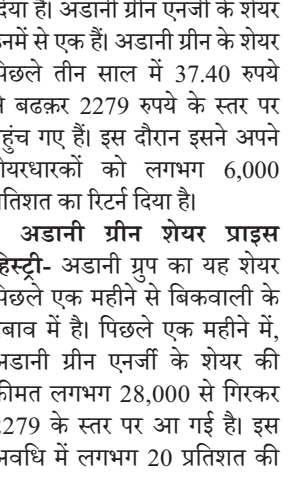 दिया है। अडानी ग्रीन एनर्जी के शेयर
उनमें से एक हैं। अडानी ग्रीन के शेयर
पिछले तीन साल में 37.40 रुपये
से बढक़र 2279 रुपये के स्तर पर
पहुंच गए हैं। इस दौरान इसने अपने
शेयरधारकों को लगभग 6,000
प्रतिशत का रिटर्न दिया है।
अडानी ग्रीन शेयर प्राइस
हिस्ट्री- अडानी ग्रुप का यह शेयर
पिछले एक महीने से बिकवाली के
दबाव में है। पिछले एक महीने में,
अडानी ग्रीन एनर्जी के शेयर की
कीमत लगभग 28,000 से गिरकर
2279 के स्तर पर आ गई है। इस
अवधि में लगभग 20 प्रतिशत की